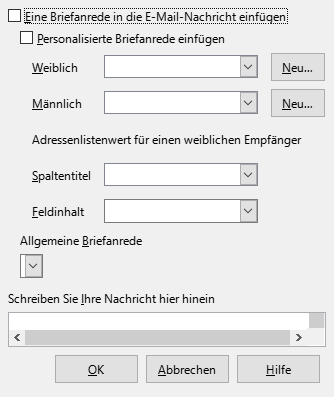 Eine Briefanrede in die E-Mail-Nachricht einfügen
Personalisierte Briefanrede einfügen
Weiblich Neu...
Männlich Neu...
Adressenlistenwert für einen weiblichen Empfänger
Spaltentitel
Feldinhalt
Allgemeine Briefanrede
Schreiben Sie Ihre Nachricht hier hinein
OK Abbrechen Hilfe